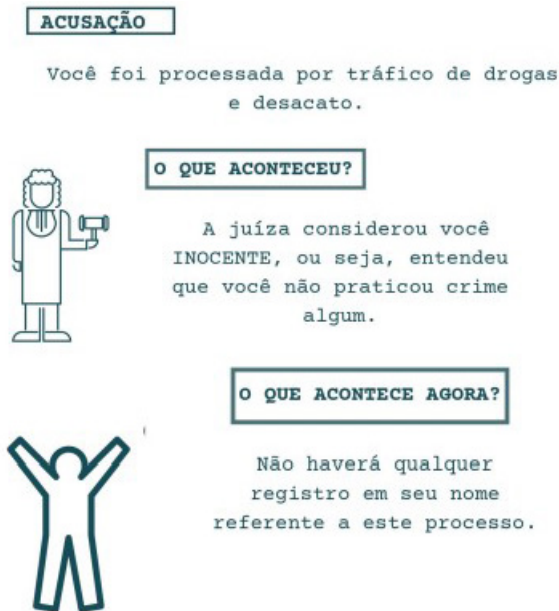 ACUSAÇÃO
Você foi processada por tráfico de drogas
e desacato.
O QUE ACONTECEU?
A juíza considerou você
INOCENTE, ou seja, entendeu
que você não praticou crime
algum.
O QUE ACONTECE AGORA?
Não haverá qualquer
registro em seu nome
referente a este processo.